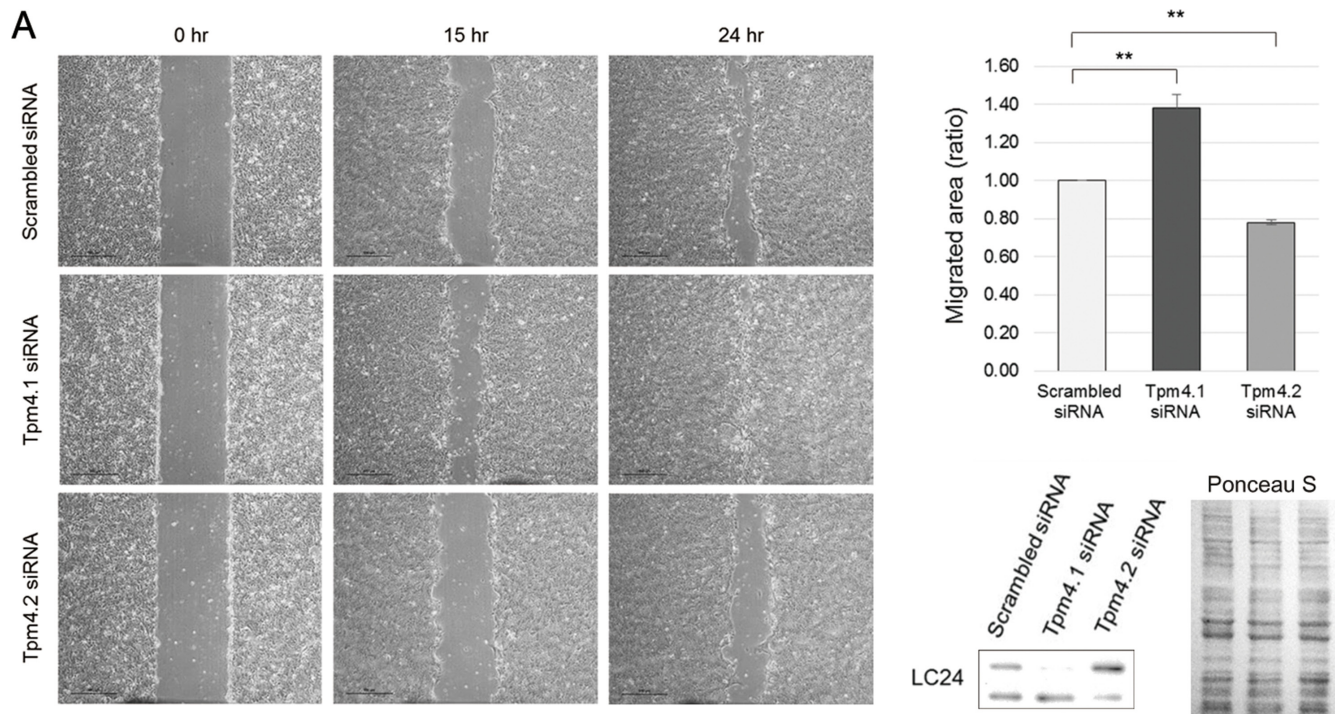 A
0 hr
15 hr
24 hr
Scrambled siRNA
Tpm4.1 siRNA
Tpm4.2 siRNA
**
**
Migrated area (ratio)
1.60
1.40
1.20
1.00
0.80
0.60
0.40
0.20
0.00
Scrambled
siRNA
Tpm4.1
siRNA
Tpm4.2
siRNA
Scrambled siRNA
Tpm4.1 siRNA
Tpm4.2 siRNA
LC24
Ponceau S